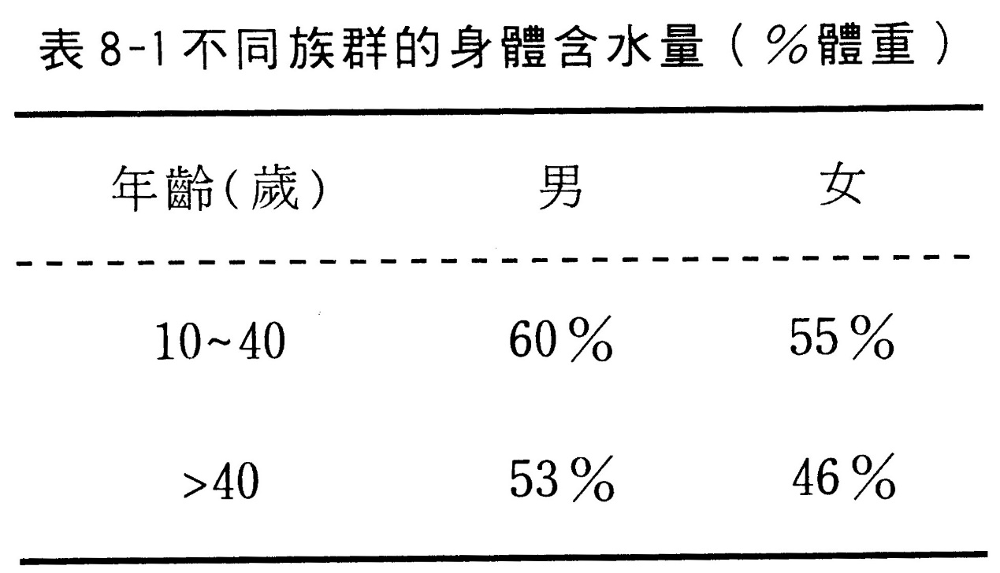 表8-1不同族群的身體含水量(%體重)
年齡(歲) 男 女
10~40 60% 55%
>40 53% 46%